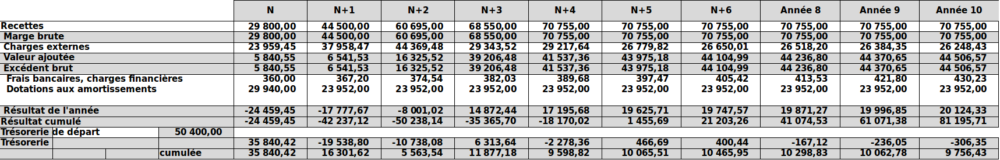 N N+1 N+2 N+3 N+4 N+5 N+6 Année 8 Année 9 Année 10
Recettes 29 800,00 44 500,00 60 695,00 68 550,00 70 755,00 70 755,00 70 755,00 70 755,00 70 755,00 70 755,00
Marge brute 29 800,00 44 500,00 60 695,00 68 550,00 70 755,00 70 755,00 70 755,00 70 755,00 70 755,00 70 755,00
Charges externes 23 959,45 37 958,47 44 369,48 29 343,52 29 217,64 26 779,82 26 650,01 26 518,20 26 384,35 26 248,43
Valeur ajoutée 5 840,55 6 541,53 16 325,52 39 206,48 41 537,36 43 975,18 44 104,99 44 236,80 44 370,65 44 506,57
Excédent brut 5 840,55 6 541,53 16 325,52 39 206,48 41 537,36 43 975,18 44 104,99 44 236,80 44 370,65 44 506,57
Frais bancaires, charges financières 360,00 367,20 374,54 382,03 389,68 397,47 405,42 413,53 421,80 430,23
Dotations aux amortissements 29 940,00 23 952,00 23 952,00 23 952,00 23 952,00 23 952,00 23 952,00 23 952,00 23 952,00 23 952,00
Résultat de l'année -24 459,45 -17 777,67 -8 001,02 14 872,44 17 195,68 19 625,71 19 747,57 19 871,27 19 996,85 20 124,33
Résultat cumulé -24 459,45 -42 237,12 -50 238,14 -35 365,70 -18 170,02 1 455,69 21 203,26 41 074,53 61 071,38 81 195,71
Trésorerie de départ 50 400,00
Trésorerie 35 840,42 -19 538,80 -10 738,08 6 313,64 -2 278,36 466,69 400,44 -167,12 -236,05 -306,35
cumulée 35 840,42 16 301,62 5 563,54 11 877,18 9 598,82 10 065,51 10 465,95 10 298,83 10 062,78 9 756,43